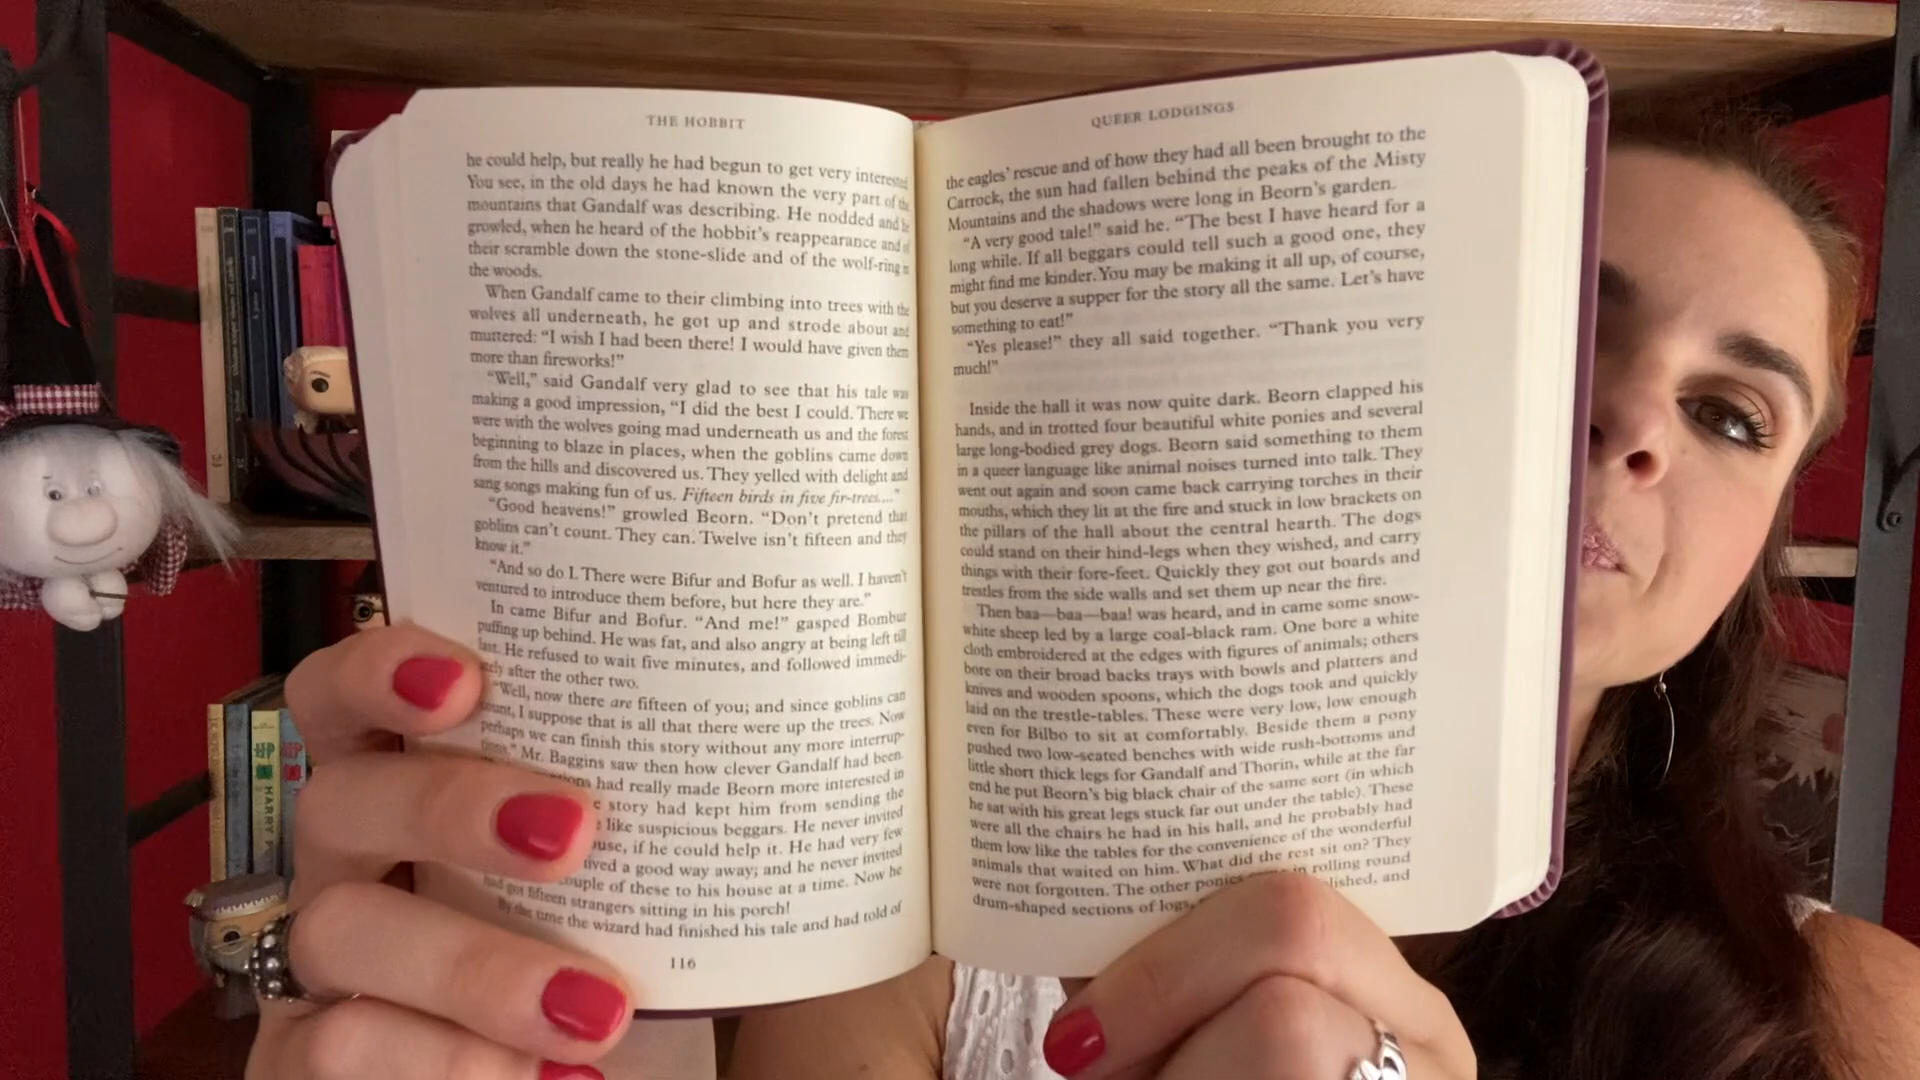 THE HOBBIT
he could help, but really he had begun to get very interested
You see, in the old days he had known the very part of the
mountains that Gandalf was describing. He nodded and he
growled, when he heard of the hobbit's reappearance and of
their scramble down the stone-slide and of the wolf-ring in
the woods.
When Gandalf came to their climbing into trees with the
wolves all underneath, he got up and strode about and
muttered: "I wish I had been there! I would have given them
more than fireworks!"
"Well," said Gandalf very glad to see that his tale was
making a good impression, "I did the best I could. There we
were with the wolves going mad underneath us and the forest
beginning to blaze in places, when the goblins came down
from the hills and discovered us. They yelled with delight and
sang songs making fun of us. Fifteen birds in five fir-trees...."
"Good heavens!" growled Beorn. "Don't pretend that
goblins can't count. They can. Twelve isn't fifteen and they
know it."
"And so do I. There were Bifur and Bofur as well. I haven't
ventured to introduce them before, but here they are."
In came Bifur and Bofur. "And me!" gasped Bombur
puffing up behind. He was fat, and also angry at being left till
last. He refused to wait five minutes, and followed immedi-
ately after the other two.
"Well, now there are fifteen of you; and since goblins can
count, I suppose that is all that there were up the trees. Now
perhaps we can finish this story without any more interrup-
tions." Mr. Baggins saw then how clever Gandalf had been.
had really made Beorn more interested in
story had kept him from sending the
like suspicious beggars. He never invited
if he could help it. He had very few
a good way away; and he never invited
couple of these to his house at a time. Now he
had got fifteen strangers sitting in his porch!
By the time the wizard had finished his tale and had told of
116
QUEER LODGINGS
the eagles' rescue and of how they had all been brought to the
Carrock, the sun had fallen behind the peaks of the Misty
Mountains and the shadows were long in Beorn's garden.
"A very good tale!" said he. "The best I have heard for a
long while. If all beggars could tell such a good one, they
might find me kinder. You may be making it all up, of course,
but you deserve a supper for the story all the same. Let's have
something to eat!"
"Yes please!" they all said together. "Thank you very
much!"
Inside the hall it was now quite dark. Beorn clapped his
hands, and in trotted four beautiful white ponies and several
large long-bodied grey dogs. Beorn said something to them
in a queer language like animal noises turned into talk. They
went out again and soon came back carrying torches in their
mouths, which they lit at the fire and stuck in low brackets on
the pillars of the hall about the central hearth. The dogs
could stand on their hind-legs when they wished, and carry
things with their fore-feet. Quickly they got out boards and
trestles from the side walls and set them up near the fire.
Then baa—baa—baa! was heard, and in came some snow-
white sheep led by a large coal-black ram. One bore a white
cloth embroidered at the edges with figures of animals; others
bore on their broad backs trays with bowls and platters and
knives and wooden spoons, which the dogs took and quickly
laid on the trestle-tables. These were very low, low enough
even for Bilbo to sit at comfortably. Beside them a pony
pushed two low-seated benches with wide rush-bottoms and
little short thick legs for Gandalf and Thorin, while at the far
end he put Beorn's big black chair of the same sort (in which
he sat with his great legs stuck far out under the table). These
were all the chairs he had in his hall, and he probably had
them low like the tables for the convenience of the wonderful
animals that waited on him. What did the rest sit on? They
were not forgotten. The other ponies in rolling round
drum-shaped sections of logs, and
HARRY